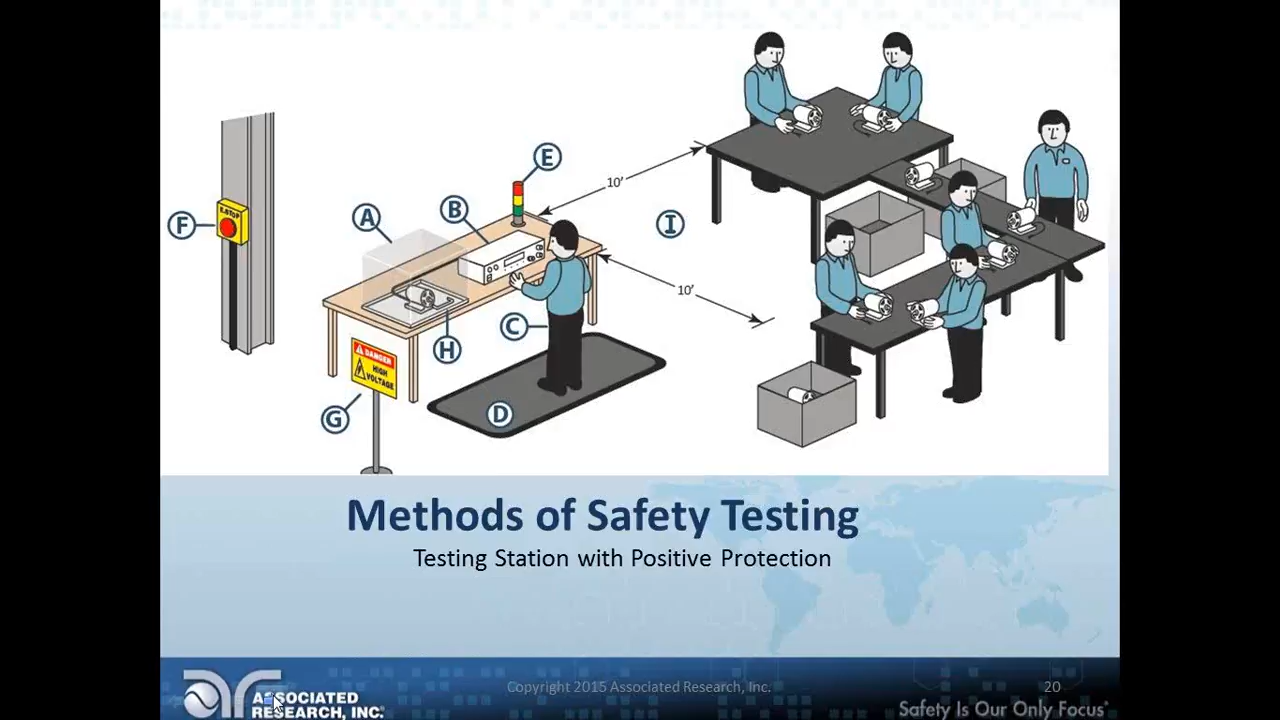 E
10'
A
B
E-STOP
F
I
10'
C
H
DANGER
HIGH
VOLTAGE
G
D
Methods of Safety Testing
Testing Station with Positive Protection
Copyright 2015 Associated Research, Inc.
20
ASSOCIATED
RESEARCH, INC.
Safety Is Our Only Focus®